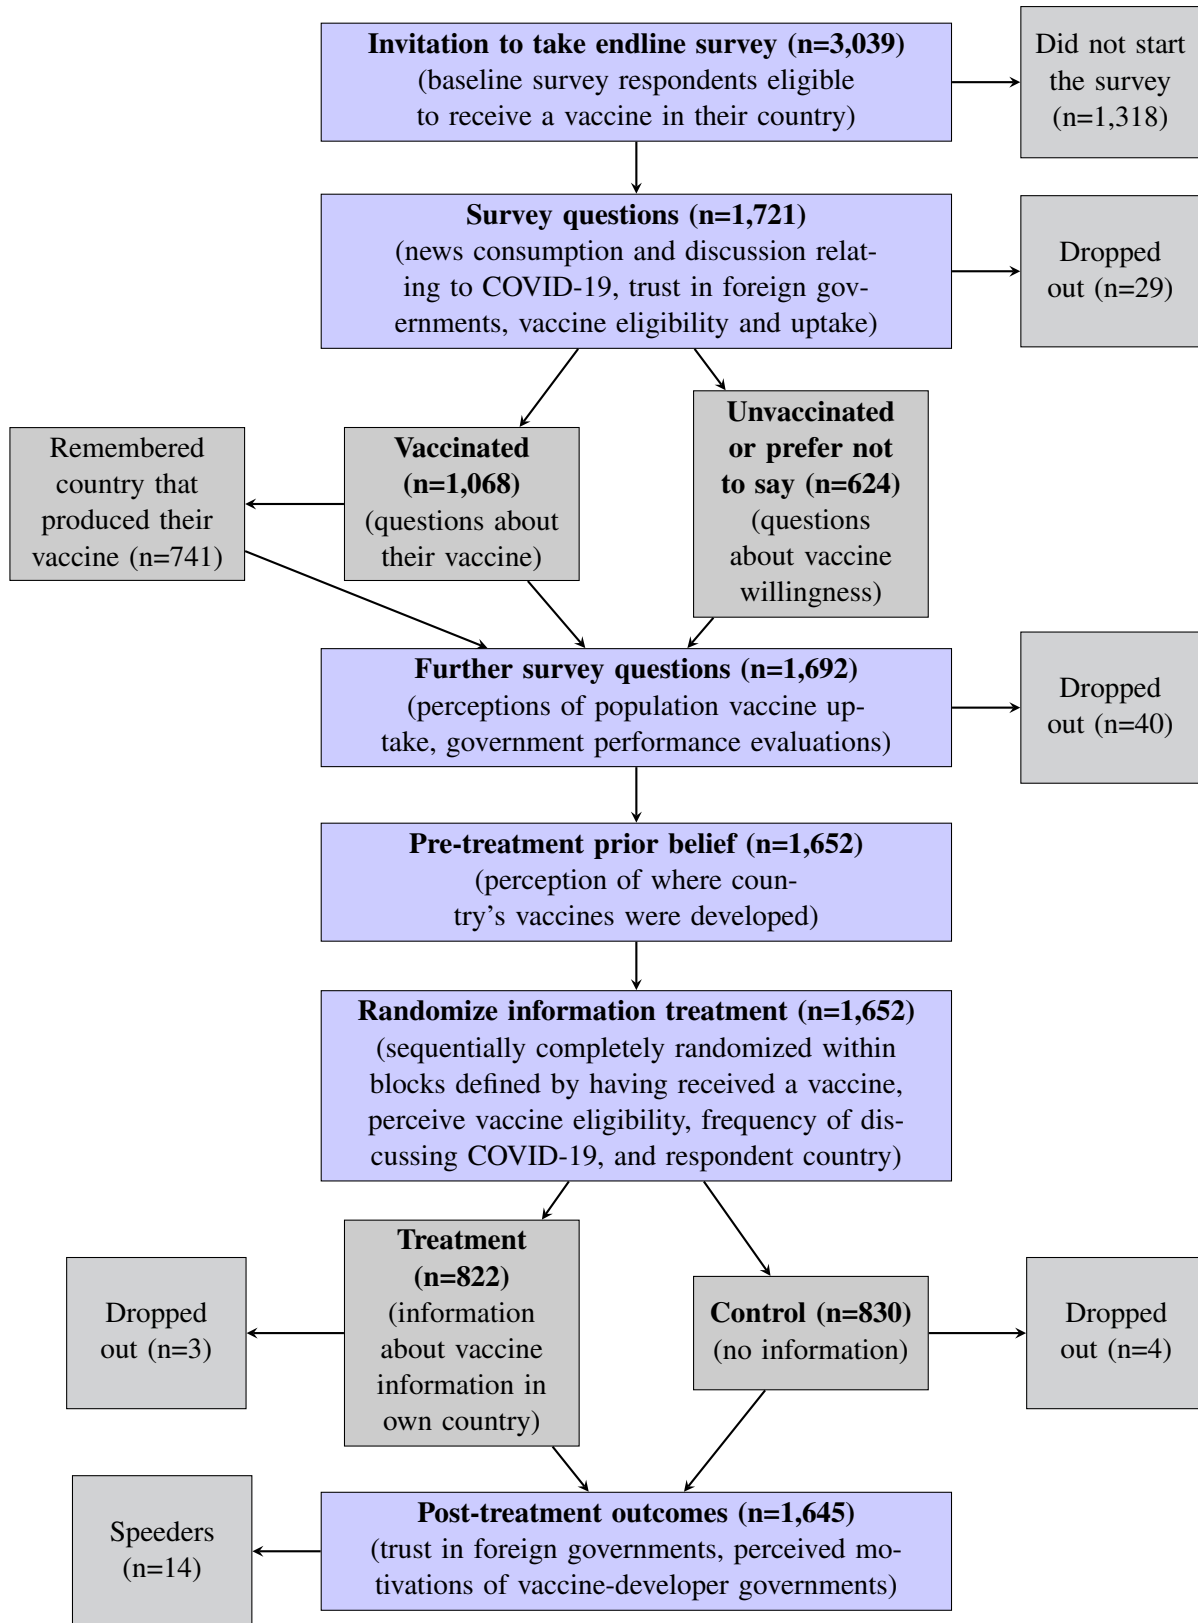 Invitation to take endline survey (n=3,039)
(baseline survey respondents eligible
to receive a vaccine in their country)
Did not start
the survey
(n=1,318)
Survey questions (n=1,721)
(news consumption and discussion relat-
ing to COVID-19, trust in foreign gov-
ernments, vaccine eligibility and uptake)
Dropped
out (n=29)
Remembered
country that
produced their
vaccine (n=741)
Vaccinated
(n=1,068)
(questions about
their vaccine)
Unvaccinated
or prefer not
to say (n=624)
(questions
about vaccine
willingness)
Further survey questions (n=1,692)
(perceptions of population vaccine up-
take, government performance evaluations)
Dropped
out (n=40)
Pre-treatment prior belief (n=1,652)
(perception of where coun-
try's vaccines were developed)
Randomize information treatment (n=1,652)
(sequentially completely randomized within
blocks defined by having received a vaccine,
perceive vaccine eligibility, frequency of dis-
cussing COVID-19, and respondent country)
Dropped
out (n=3)
Treatment
(n=822)
(information
about vaccine
information in
own country)
Control (n=830)
(no information)
Dropped
out (n=4)
Speeders
(n=14)
Post-treatment outcomes (n=1,645)
(trust in foreign governments, perceived mo-
tivations of vaccine-developer governments)